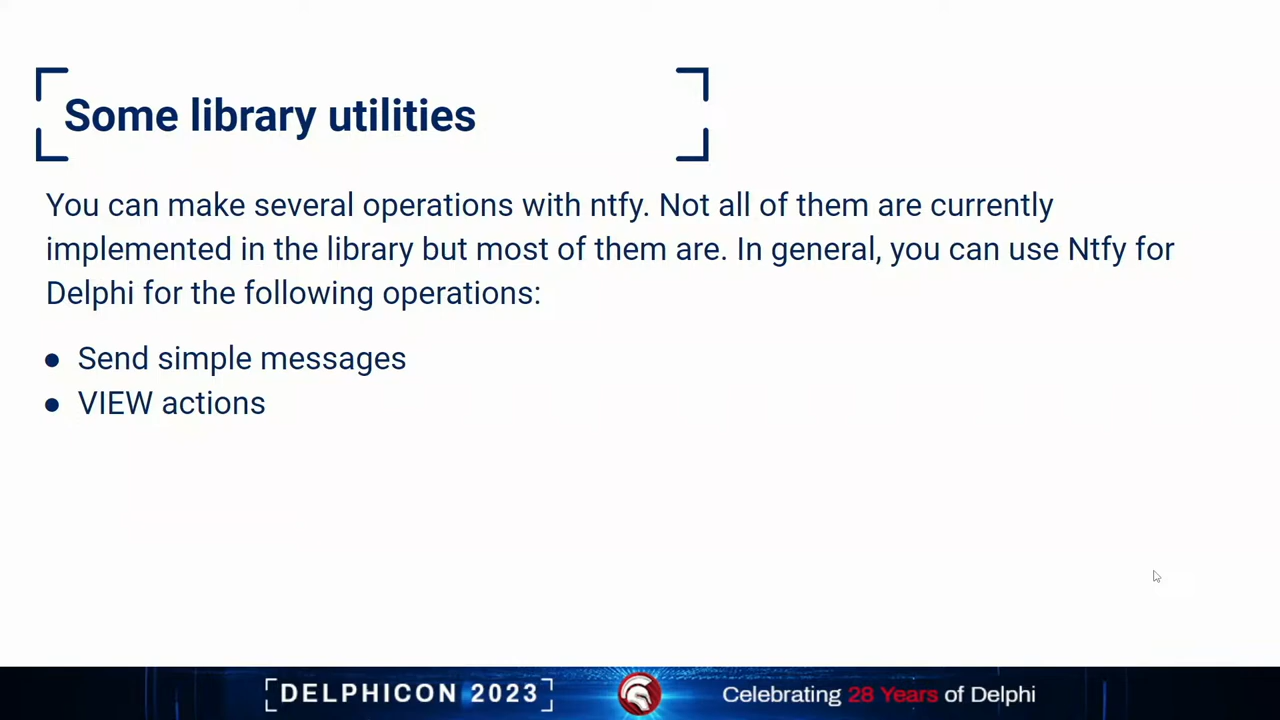 Some library utilities
You can make several operations with ntfy. Not all of them are currently
implemented in the library but most of them are. In general, you can use Ntfy for
Delphi for the following operations:
● Send simple messages
● VIEW actions
DELPHICON 2023
Celebrating 28 Years of Delphi